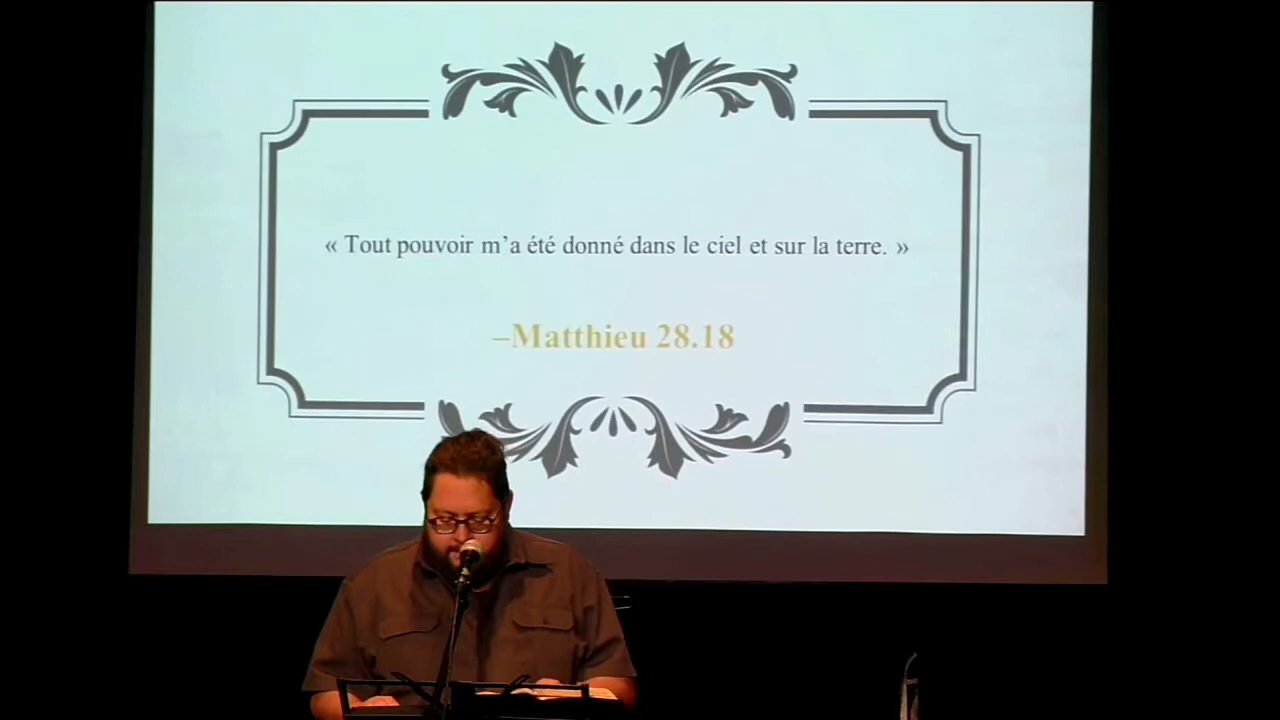 « Tout pouvoir m’a été donné dans le ciel et sur la terre. »
–Matthieu 28.18